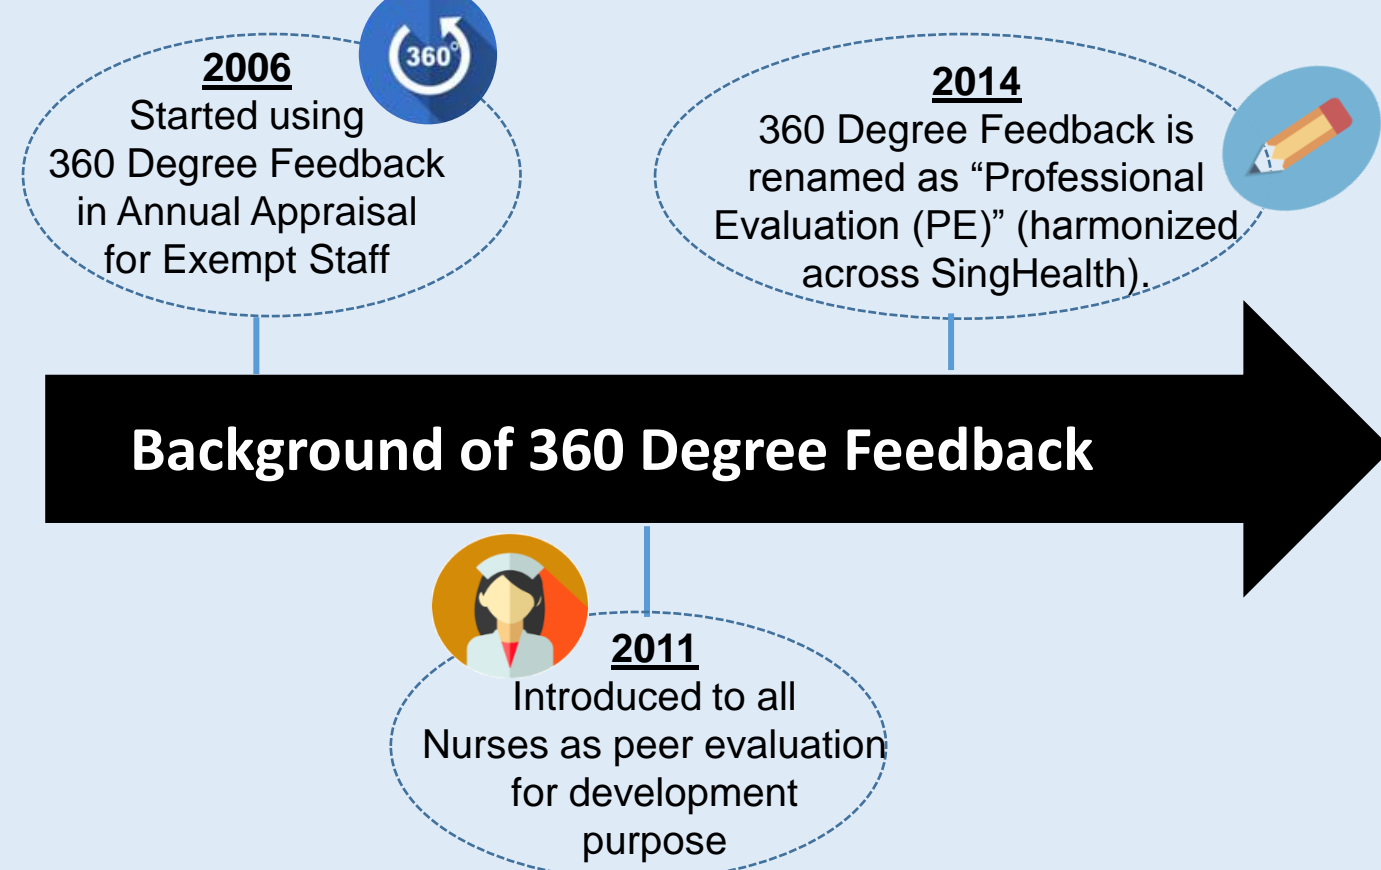 360°
2006
Started using
360 Degree Feedback
in Annual Appraisal
for Exempt Staff
2014
360 Degree Feedback is
renamed as “Professional
Evaluation (PE)” (harmonized
across SingHealth).
Background of 360 Degree Feedback
2011
Introduced to all
Nurses as peer evaluation
for development
purpose